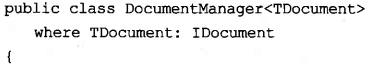 public class DocumentManager<TDocument>
where TDocument: IDocument
{